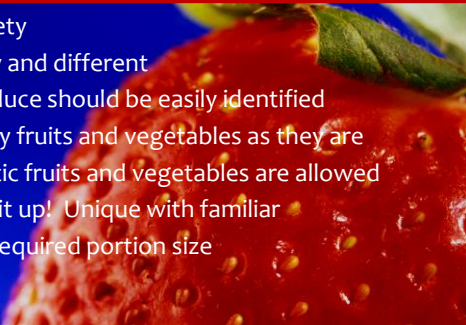 ety
and different
duce should be easily identified
y fruits and vegetables as they are
tic fruits and vegetables are allowed
it up! Unique with familiar
equired portion size